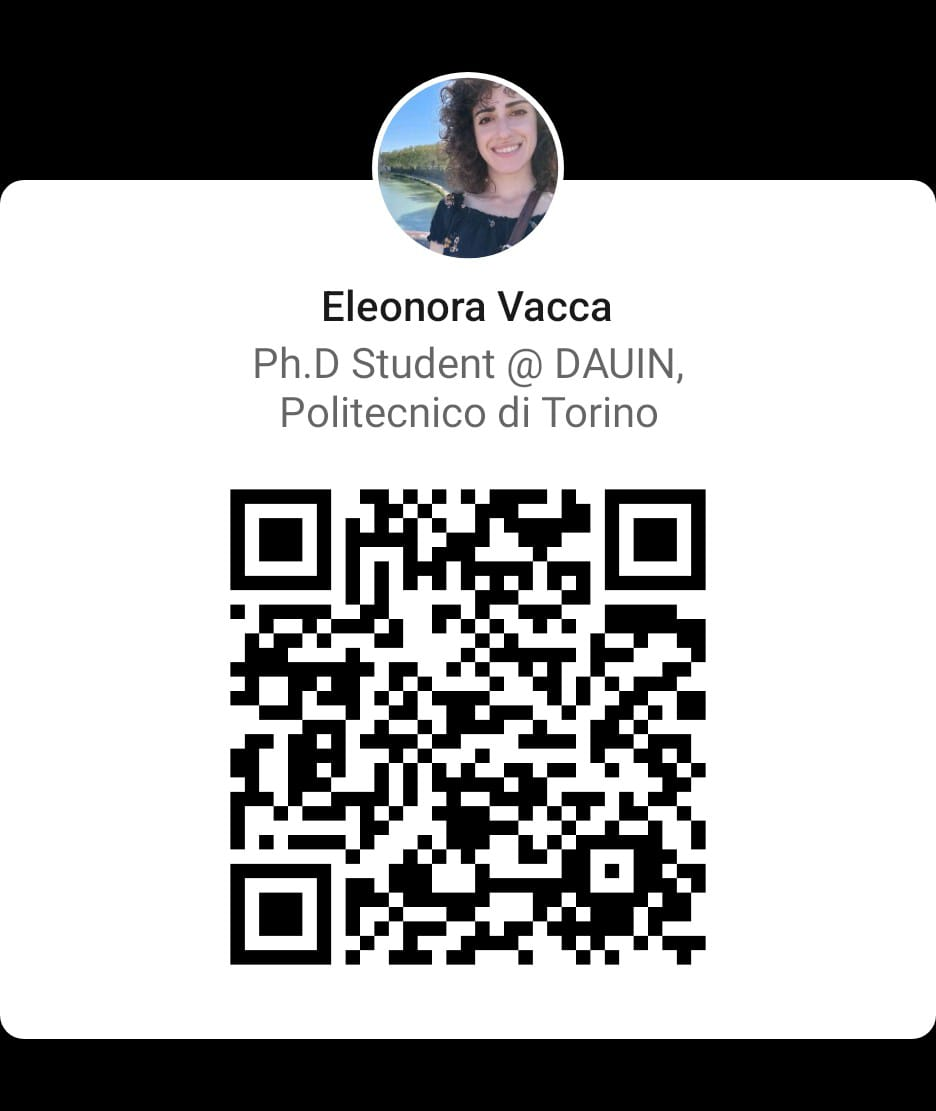 Eleonora Vacca
Ph.D Student @ DAUIN,
Politecnico di Torino